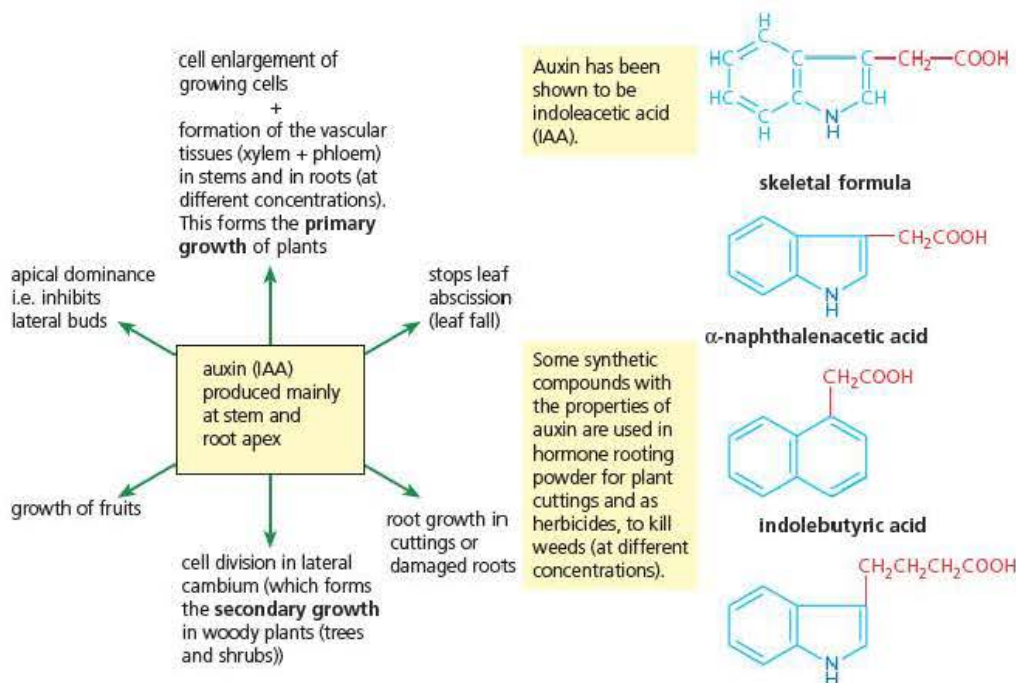 cell enlargement of
growing cells
+
formation of the vascular
tissues (xylem + phloem)
in stems and in roots (at
different concentrations).
This forms the primary
growth of plants
apical dominance
i.e. inhibits
lateral buds
stops leaf
abscission
(leaf fall)
auxin (IAA)
produced mainly
at stem and
root apex
growth of fruits
root growth in
cuttings or
damaged roots
cell division in lateral
cambium (which forms
the secondary growth
in woody plants (trees
and shrubs))
Auxin has been
shown to be
indoleacetic acid
(IAA).
H
C
HC C C CH₂ COOH
HC C CH
C N
H H
skeletal formula
CH₂COOH
N
H
α-naphthalenacetic acid
Some synthetic
compounds with
the properties of
auxin are used in
hormone rooting
powder for plant
cuttings and as
herbicides, to kill
weeds (at different
concentrations).
CH₂COOH
indolebutyric acid
CH₂CH₂CH₂COOH
N
H